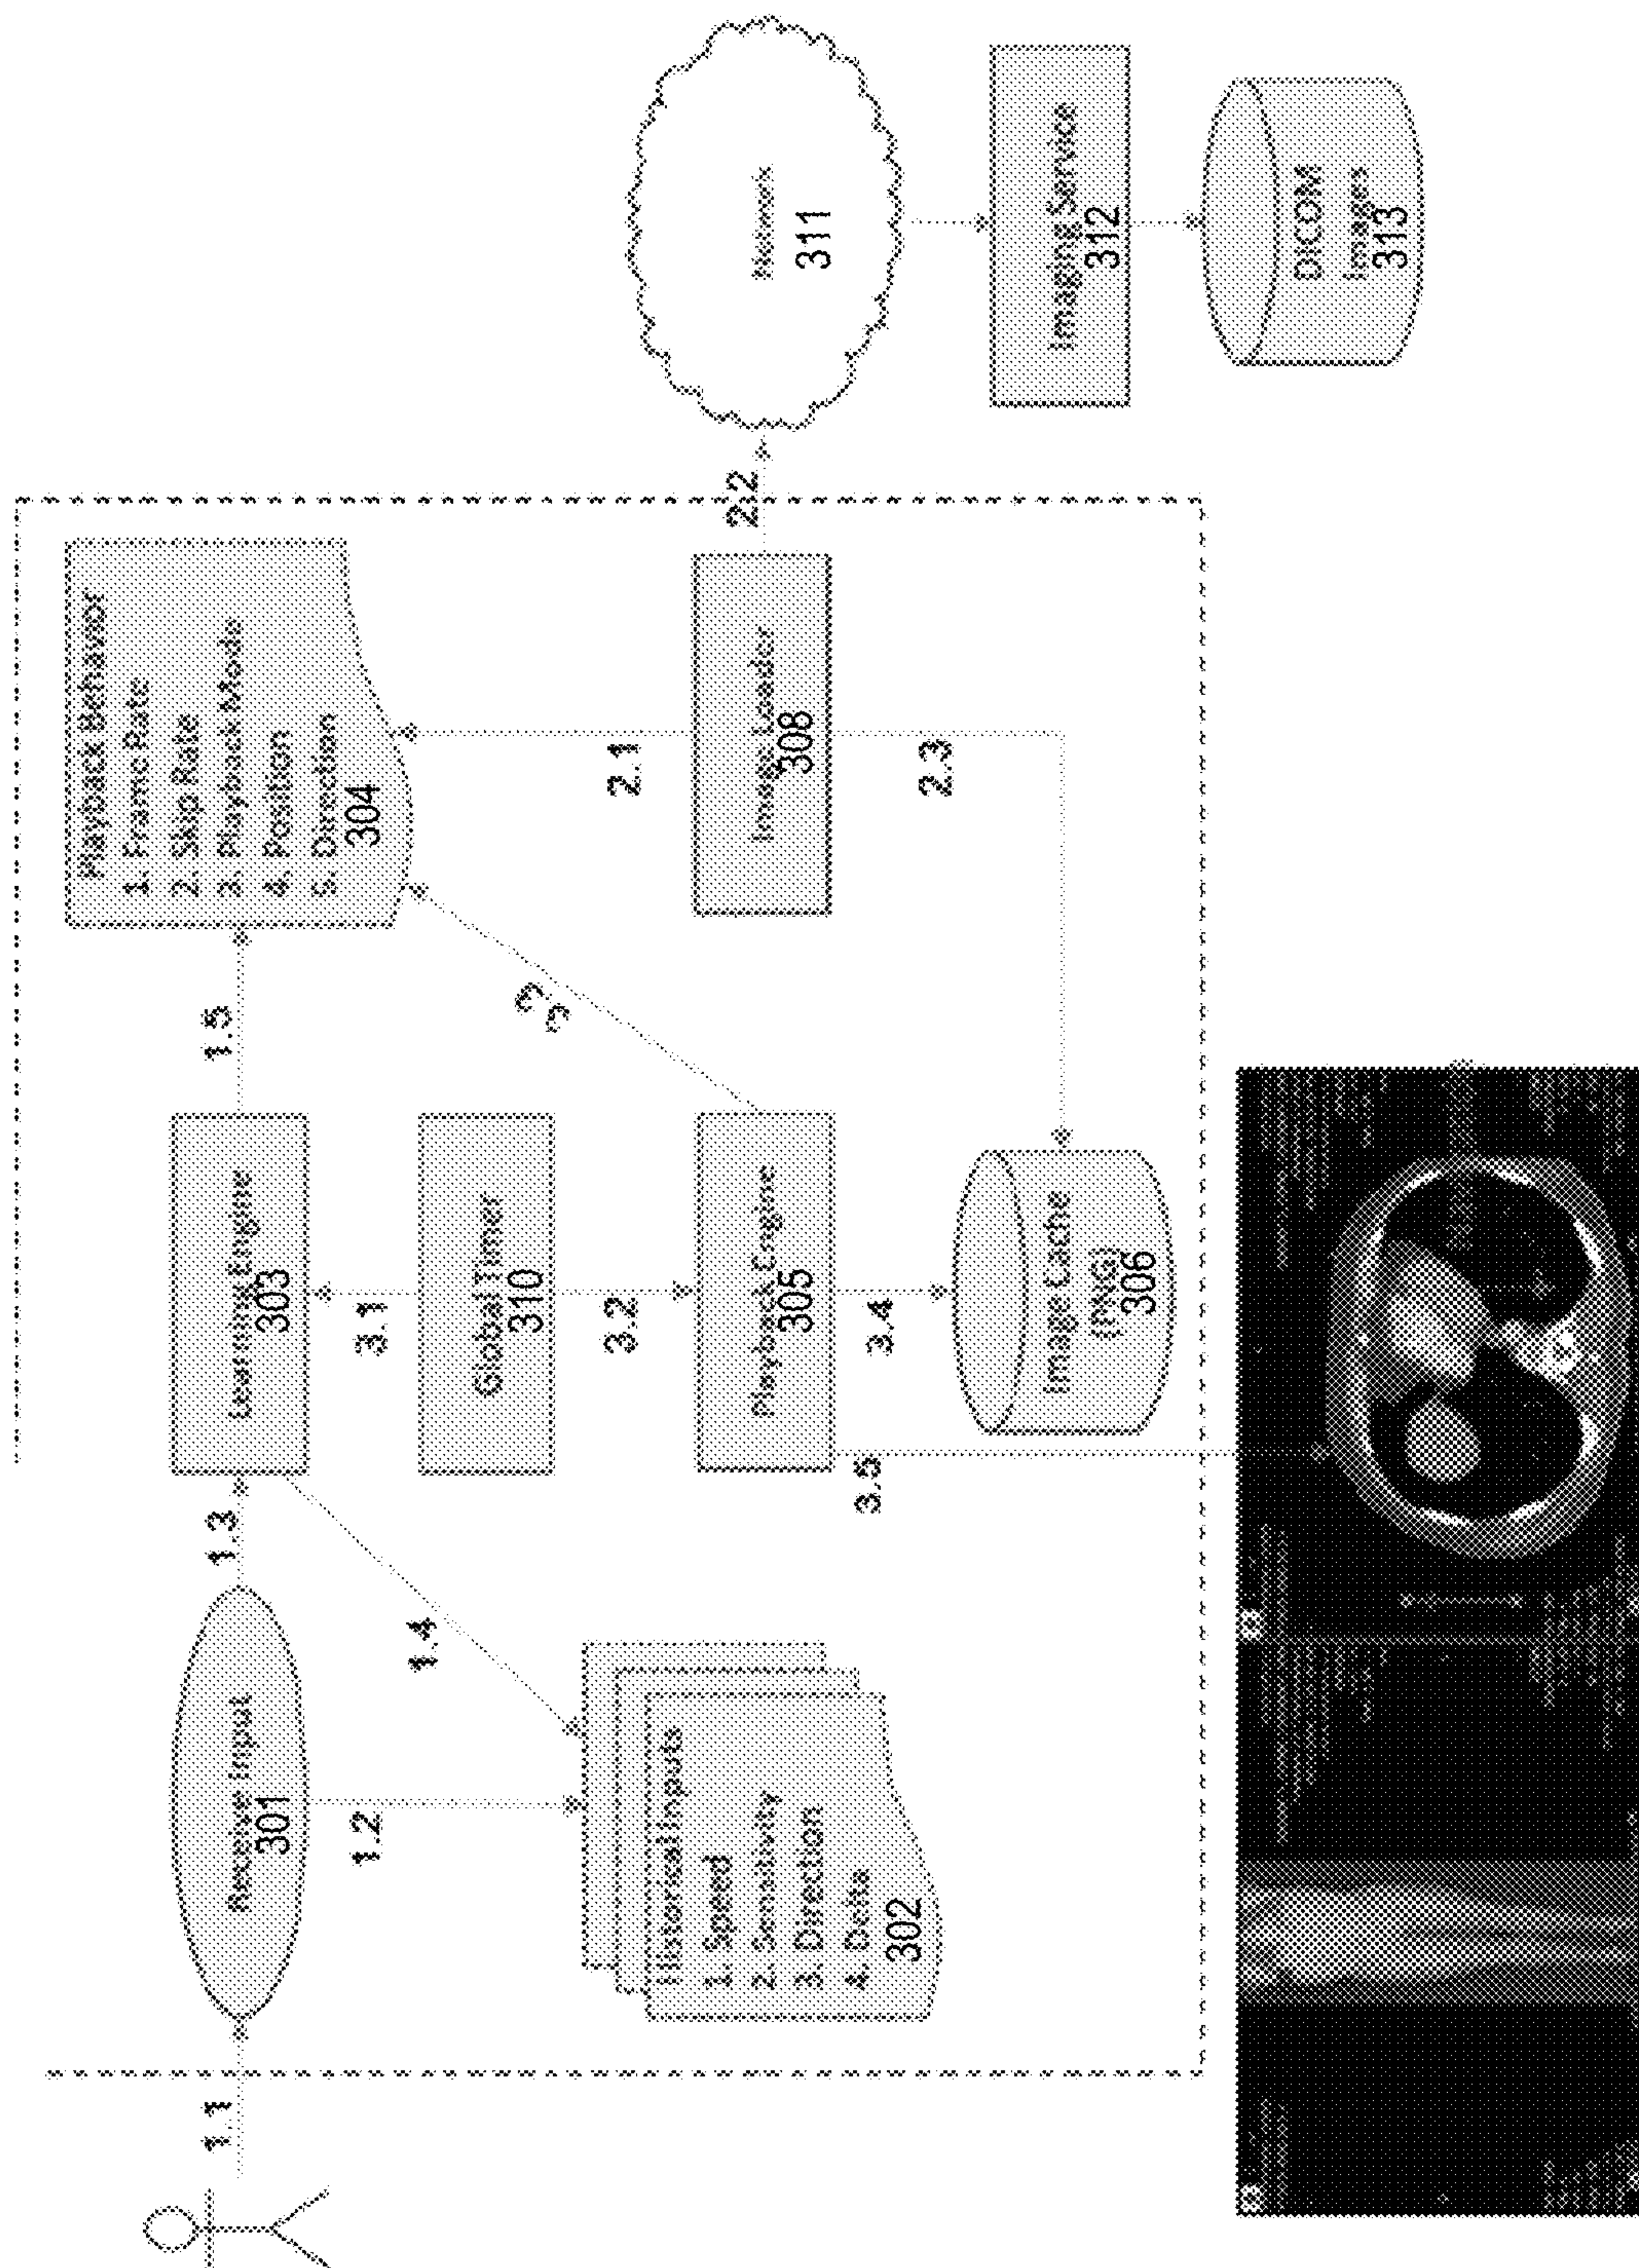 1.1
Receive Input
301
1.2
1.3
Historical Inputs
1. Speed
2. Sensitivity
3. Direction
4. Delta
302
1.4
Learning Engine
303
1.5
3.1
Global Timer
310
3.2
Playback Engine
305
3.3
3.4
Image Cache
(PNG)
306
3.5
Playback Behavior
1. Frame Rate
2. Skip Rate
3. Playback Mode
4. Position
5. Direction
304
2.1
Image Loader
308
2.3
2.2
Network
311
Imaging Service
312
DICOM
Images
313